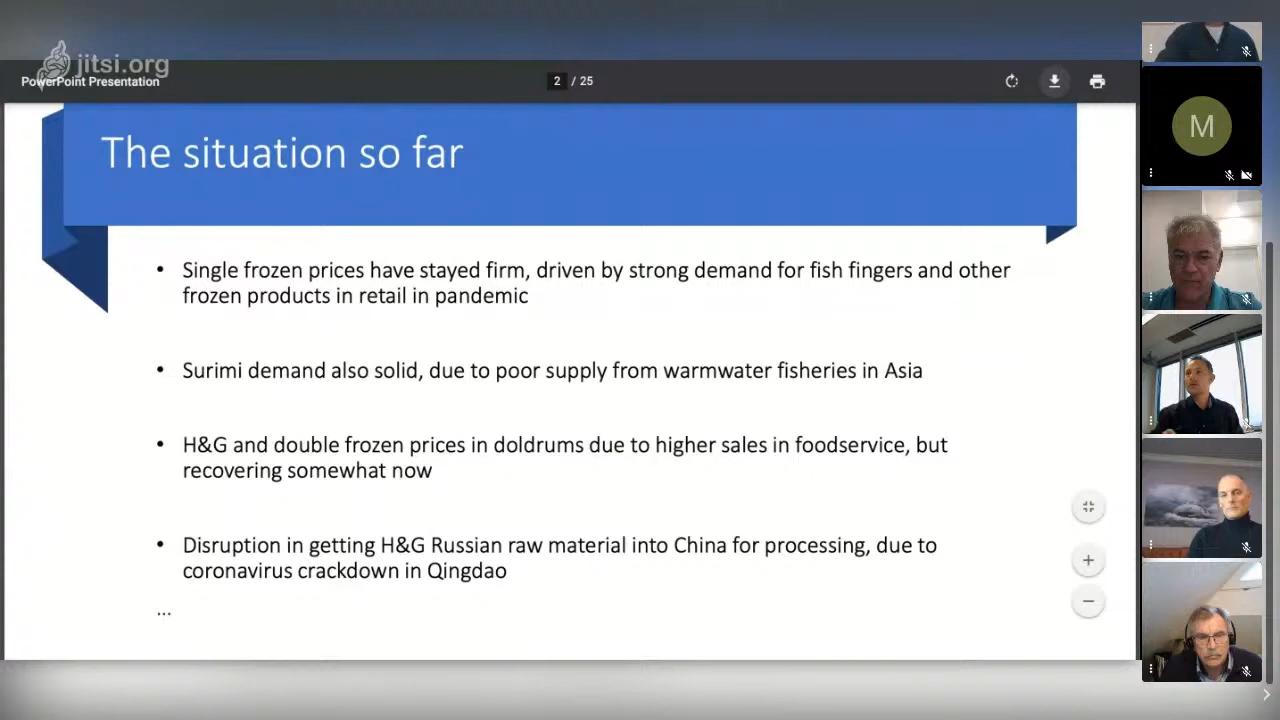 jitsi.org
PowerPoint Presentation
2 / 25
The situation so far
• Single frozen prices have stayed firm, driven by strong demand for fish fingers and other
frozen products in retail in pandemic
• Surimi demand also solid, due to poor supply from warmwater fisheries in Asia
• H&G and double frozen prices in doldrums due to higher sales in foodservice, but
recovering somewhat now
• Disruption in getting H&G Russian raw material into China for processing, due to
coronavirus crackdown in Qingdao
...
M